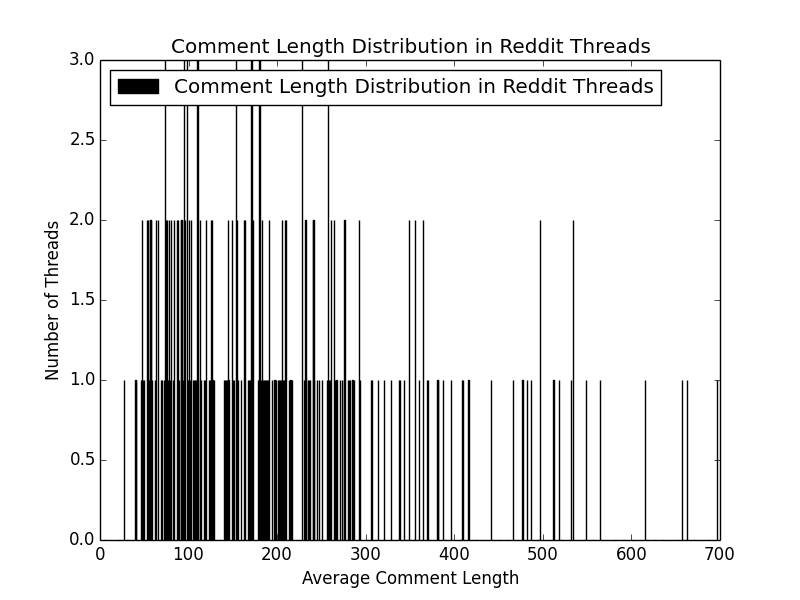 Comment Length Distribution in Reddit Threads
3.0
Comment Length Distribution in Reddit Threads
2.5
2.0
1.5
1.0
0.5
0.0
Number of Threads
0 100 200 300 400 500 600 700
Average Comment Length